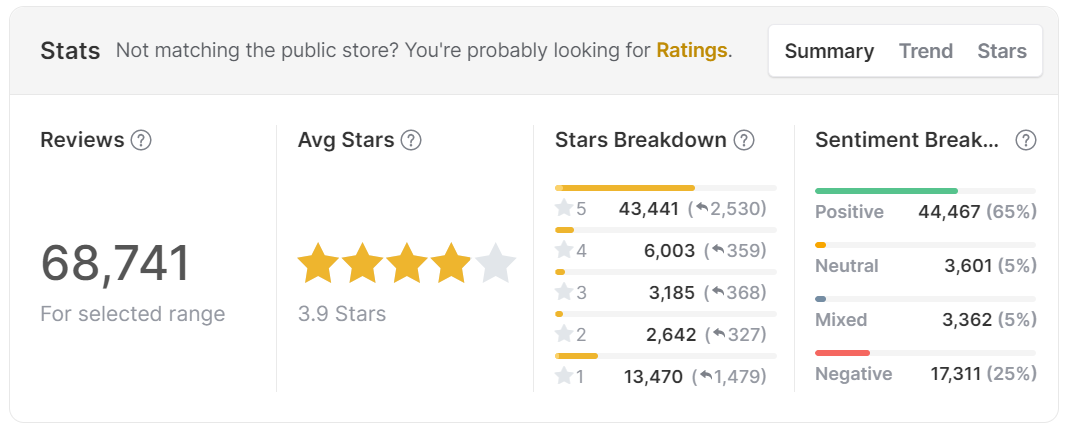 Stats Not matching the public store? You're probably looking for Ratings. Summary Trend Stars
Reviews ?
68,741
For selected range
Avg Stars ?
3.9 Stars
Stars Breakdown ?
5 43,441 (2,530)
4 6,003 (359)
3 3,185 (368)
2 2,642 (327)
1 13,470 (1,479)
Sentiment Break... ?
Positive 44,467 (65%)
Neutral 3,601 (5%)
Mixed 3,362 (5%)
Negative 17,311 (25%)